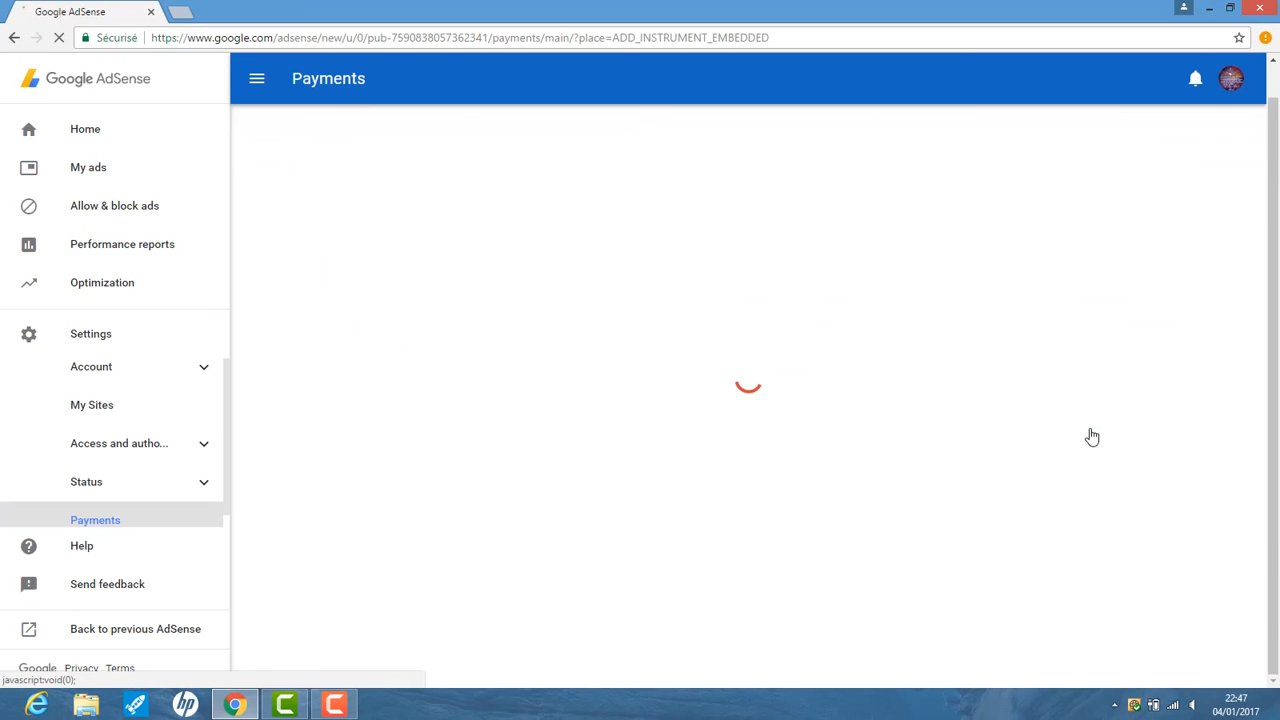 Google AdSense
Sécurisé
https://www.google.com/adsense/new/u/0/pub-7590838057362341/payments/main/?place=ADD_INSTRUMENT_EMBEDDED
Google AdSense
Payments
Home
My ads
Allow & block ads
Performance reports
Optimization
Settings
Account
My Sites
Access and autho...
Status
Payments
Help
Send feedback
Back to previous AdSense
Google Privacy Terms
javascript:void(0);
22:47
04/01/2017